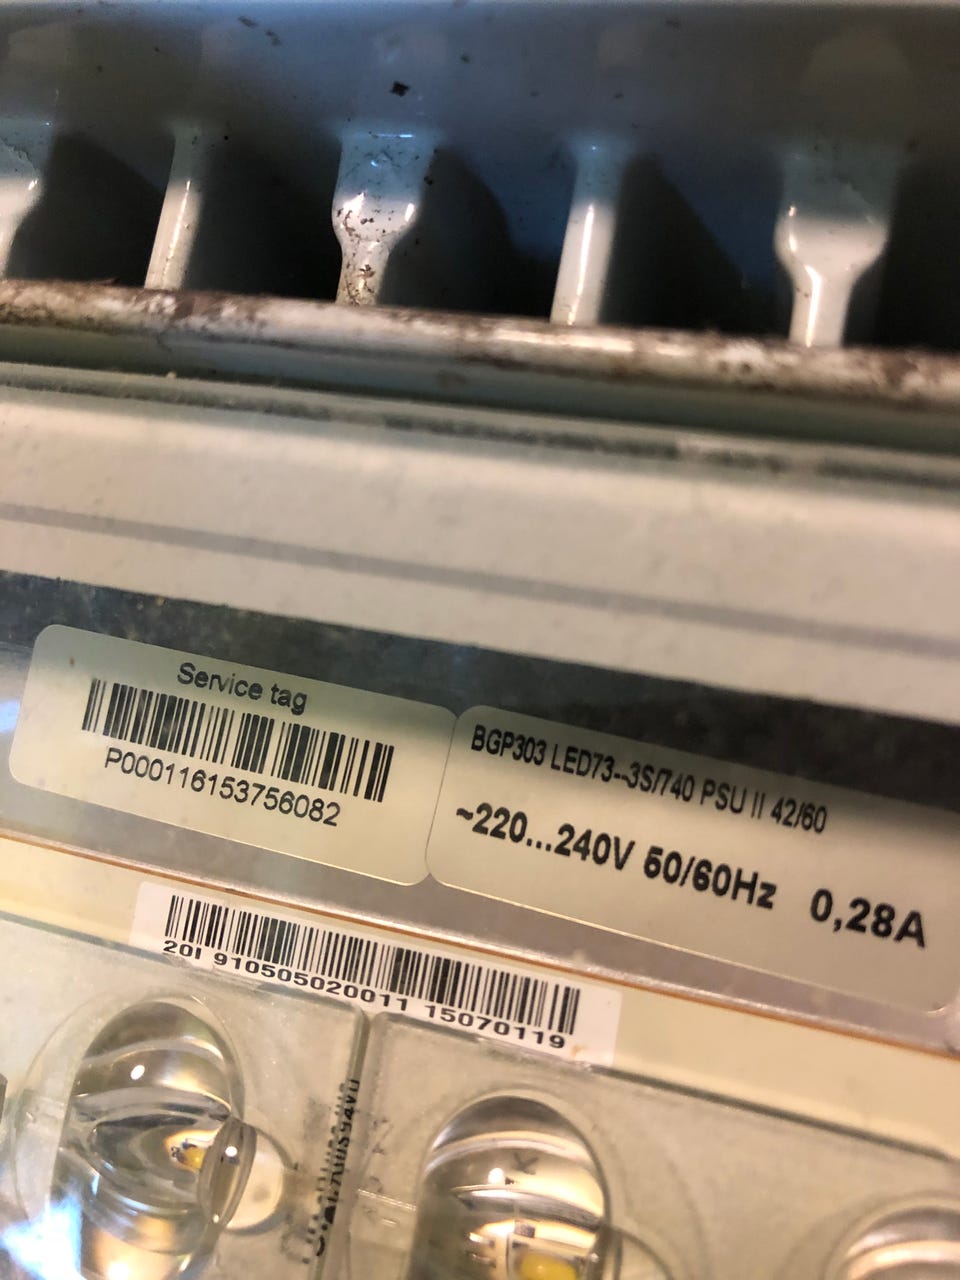 Service tag
P000116153756082
BGP303 LED73--3S/740 PSU II 42/60
~220...240V 50/60Hz 0,28A
20I 910505020011 15070119